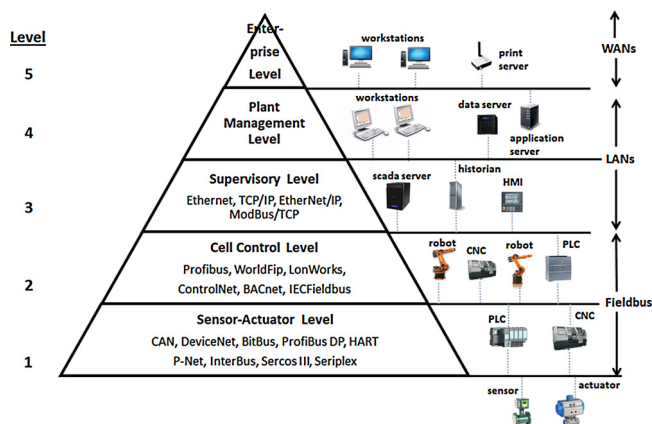 Level
Enter-
prise
Level
5
workstations
print
server
WANs
Plant
Management
Level
4
workstations
data server
application
server
LANs
Supervisory Level
Ethernet, TCP/IP, EtherNet/IP,
ModBus/TCP
3
scada server
historian
HMI
Cell Control Level
Profibus, WorldFip, LonWorks,
ControlNet, BACnet, IECFieldbus
2
robot
CNC
robot
PLC
Fieldbus
Sensor-Actuator Level
CAN, DeviceNet, BitBus, ProfiBus DP, HART
P-Net, InterBus, Sercos III, Seriplex
1
PLC
CNC
sensor
actuator